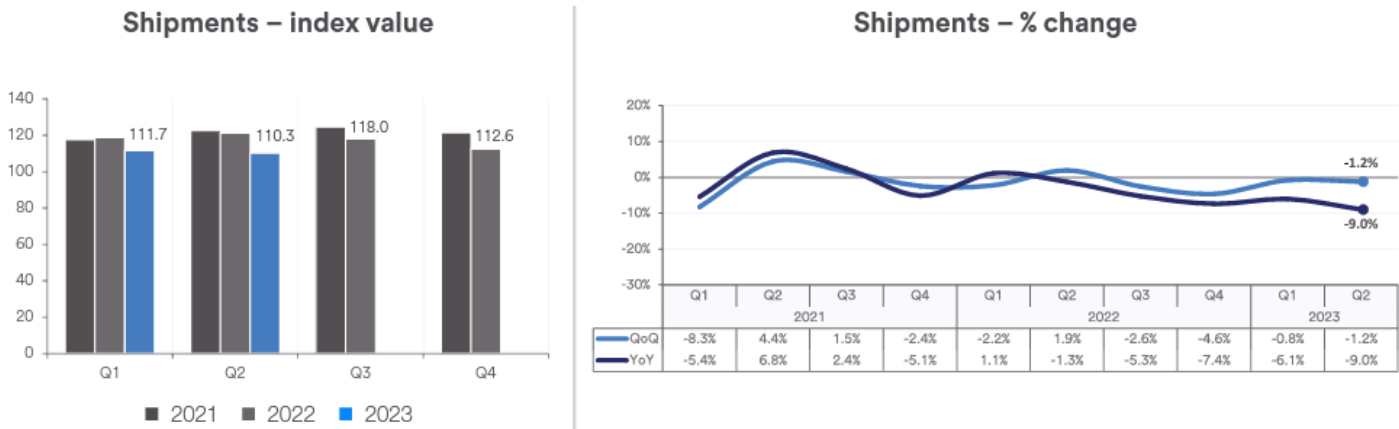 Shipments – index value
140
120
100
80
60
40
20
0
111.7
110.3
118.0
112.6
Q1 Q2 Q3 Q4
2021 2022 2023
Shipments – % change
20%
10%
0%
-10%
-20%
-30%
-1.2%
-9.0%
Q1 Q2 Q3 Q4 Q1 Q2 Q3 Q4 Q1 Q2
2021 2022 2023
QoQ -8.3% 4.4% 1.5% -2.4% -2.2% 1.9% -2.6% -4.6% -0.8% -1.2%
YoY -5.4% 6.8% 2.4% -5.1% 1.1% -1.3% -5.3% -7.4% -6.1% -9.0%